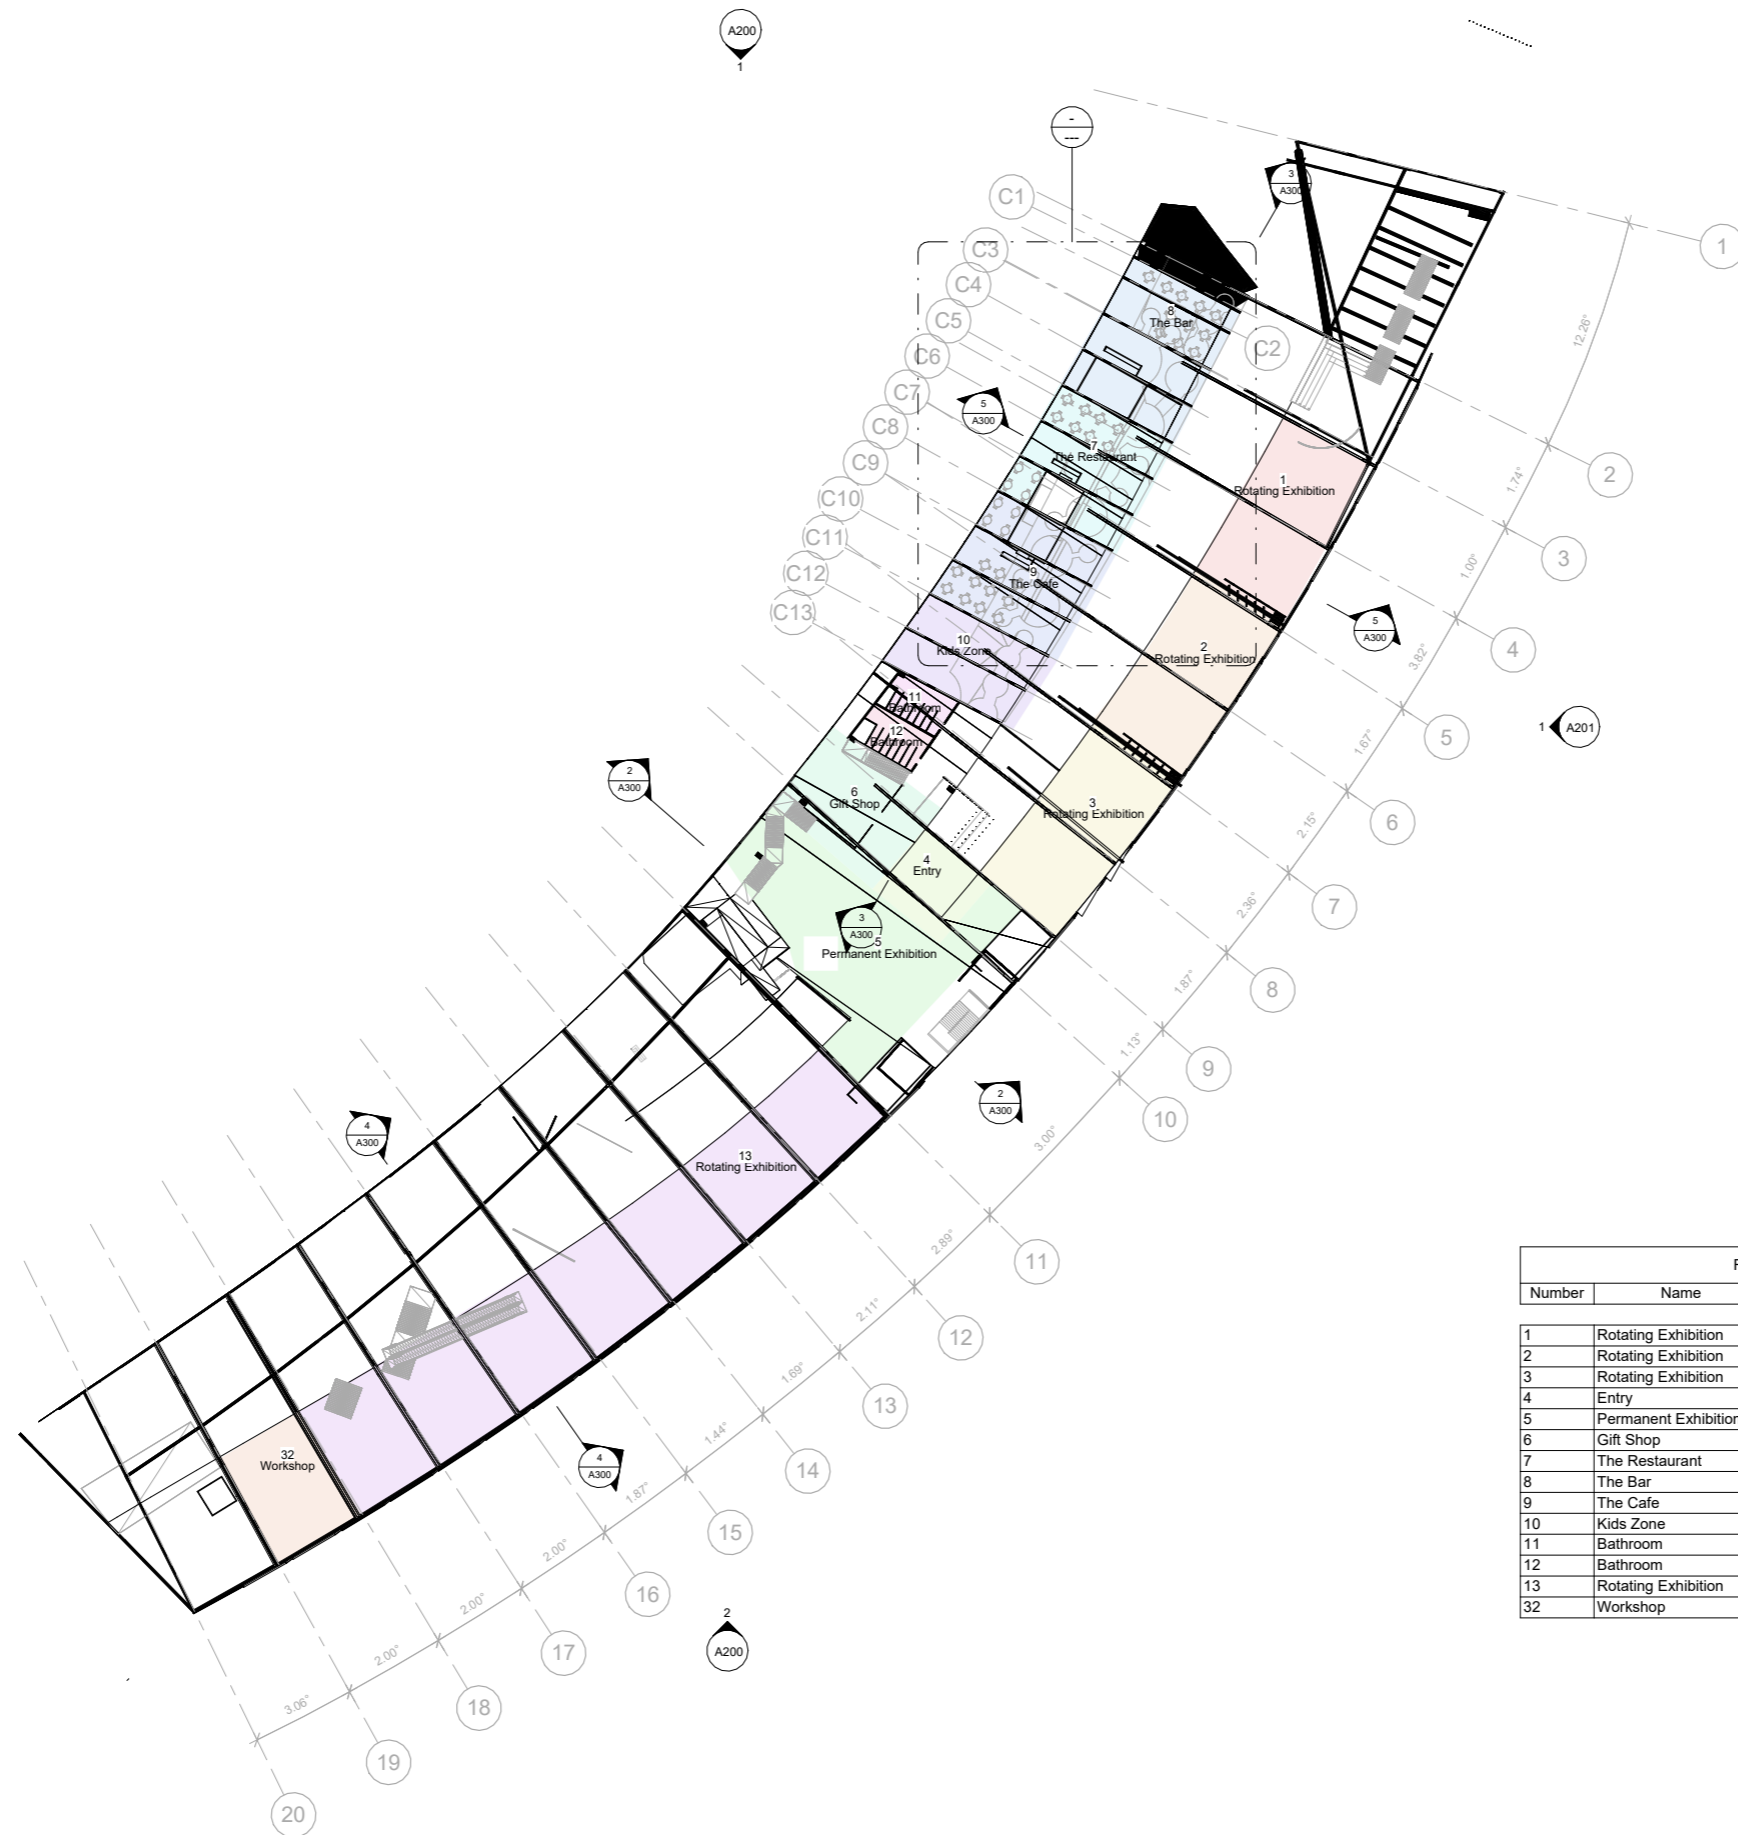 A200
1
-
---
3
A300
C1
C3
C4
C5
C6
C7
C8
C9
C10
C11
C12
C13
C2
1
12.26°
8
The Bar
5
A300
7
The Restaurant
1
Rotating Exhibition
2
1.74°
3
1.00°
4
5
A300
3.82°
5
1
A201
9
The Cafe
10
Kids Zone
2
Rotating Exhibition
11
Bathroom
12
Bathroom
1.67°
6
2
A300
6
Gift Shop
3
Rotating Exhibition
2.15°
7
4
Entry
2.36°
3
A300
5
Permanent Exhibition
8
1.87°
9
1.13°
10
2
A300
3.00°
4
A300
13
Rotating Exhibition
11
2.89°
12
2.11°
13
1.69°
14
1.44°
32
Workshop
4
A300
1.87°
15
2.00°
16
2.00°
17
2
A200
2.00°
18
3.06°
19
20
Number Name
1 Rotating Exhibition
2 Rotating Exhibition
3 Rotating Exhibition
4 Entry
5 Permanent Exhibition
6 Gift Shop
7 The Restaurant
8 The Bar
9 The Cafe
10 Kids Zone
11 Bathroom
12 Bathroom
13 Rotating Exhibition
32 Workshop